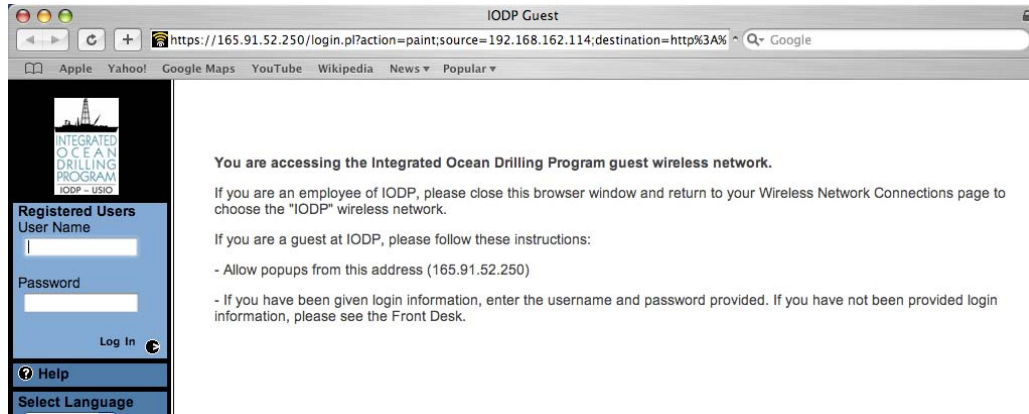 IODP Guest
https://165.91.52.250/login.pl?action=paint;source=192.168.162.114;destination=http%3A%
Google
Apple Yahoo! Google Maps YouTube Wikipedia News Popular
INTEGRATED
OCEAN
DRILLING
PROGRAM
IODP – USIO
Registered Users
User Name
Password
Log In
Help
Select Language
You are accessing the Integrated Ocean Drilling Program guest wireless network.
If you are an employee of IODP, please close this browser window and return to your Wireless Network Connections page to
choose the "IODP" wireless network.
If you are a guest at IODP, please follow these instructions:
- Allow popups from this address (165.91.52.250)
- If you have been given login information, enter the username and password provided. If you have not been provided login
information, please see the Front Desk.